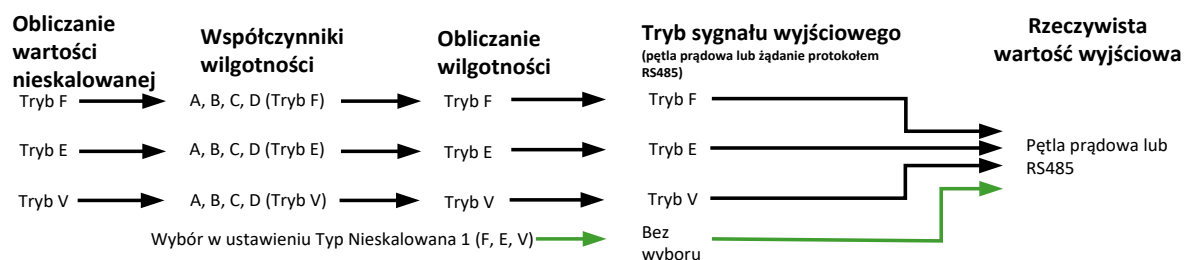 Obliczanie
wartości
nieskalowanej
Współczynniki
wilgotności
Obliczanie
wilgotności
Tryb sygnału wyjściowego
(pętla prądowa lub żądanie protokołem
RS485)
Rzeczywista
wartość wyjściowa
Tryb F
A, B, C, D (Tryb F)
Tryb F
Tryb F
Tryb E
A, B, C, D (Tryb E)
Tryb E
Tryb E
Pętla prądowa lub
RS485
Tryb V
A, B, C, D (Tryb V)
Tryb V
Tryb V
Wybór w ustawieniu Typ Nieskalowana 1 (F, E, V)
Bez
wyboru